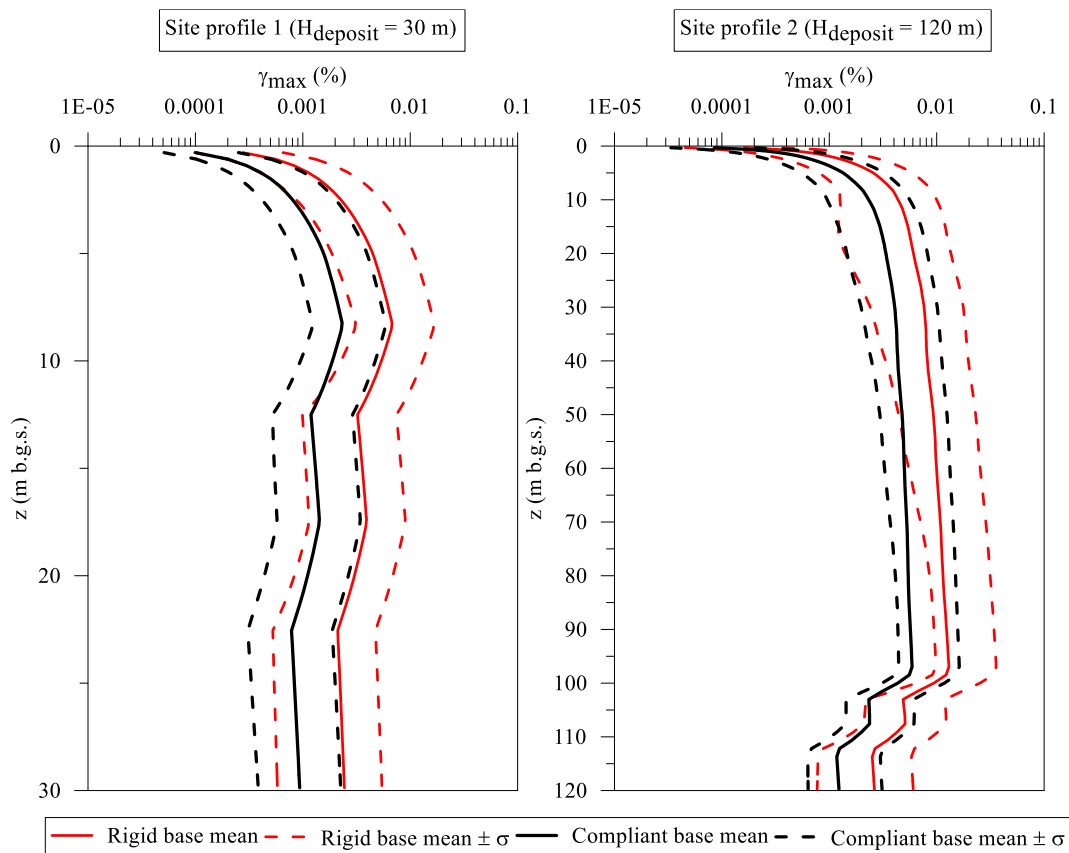 Site profile 1 (Hdeposit = 30 m)
γmax (%)
1E-05 0.0001 0.001 0.01 0.1
0
10
20
30
z (m b.g.s.)
Site profile 2 (Hdeposit = 120 m)
γmax (%)
1E-05 0.0001 0.001 0.01 0.1
0
10
20
30
40
50
60
70
80
90
100
110
120
z (m b.g.s.)
Rigid base mean Rigid base mean ± σ Compliant base mean Compliant base mean ± σ